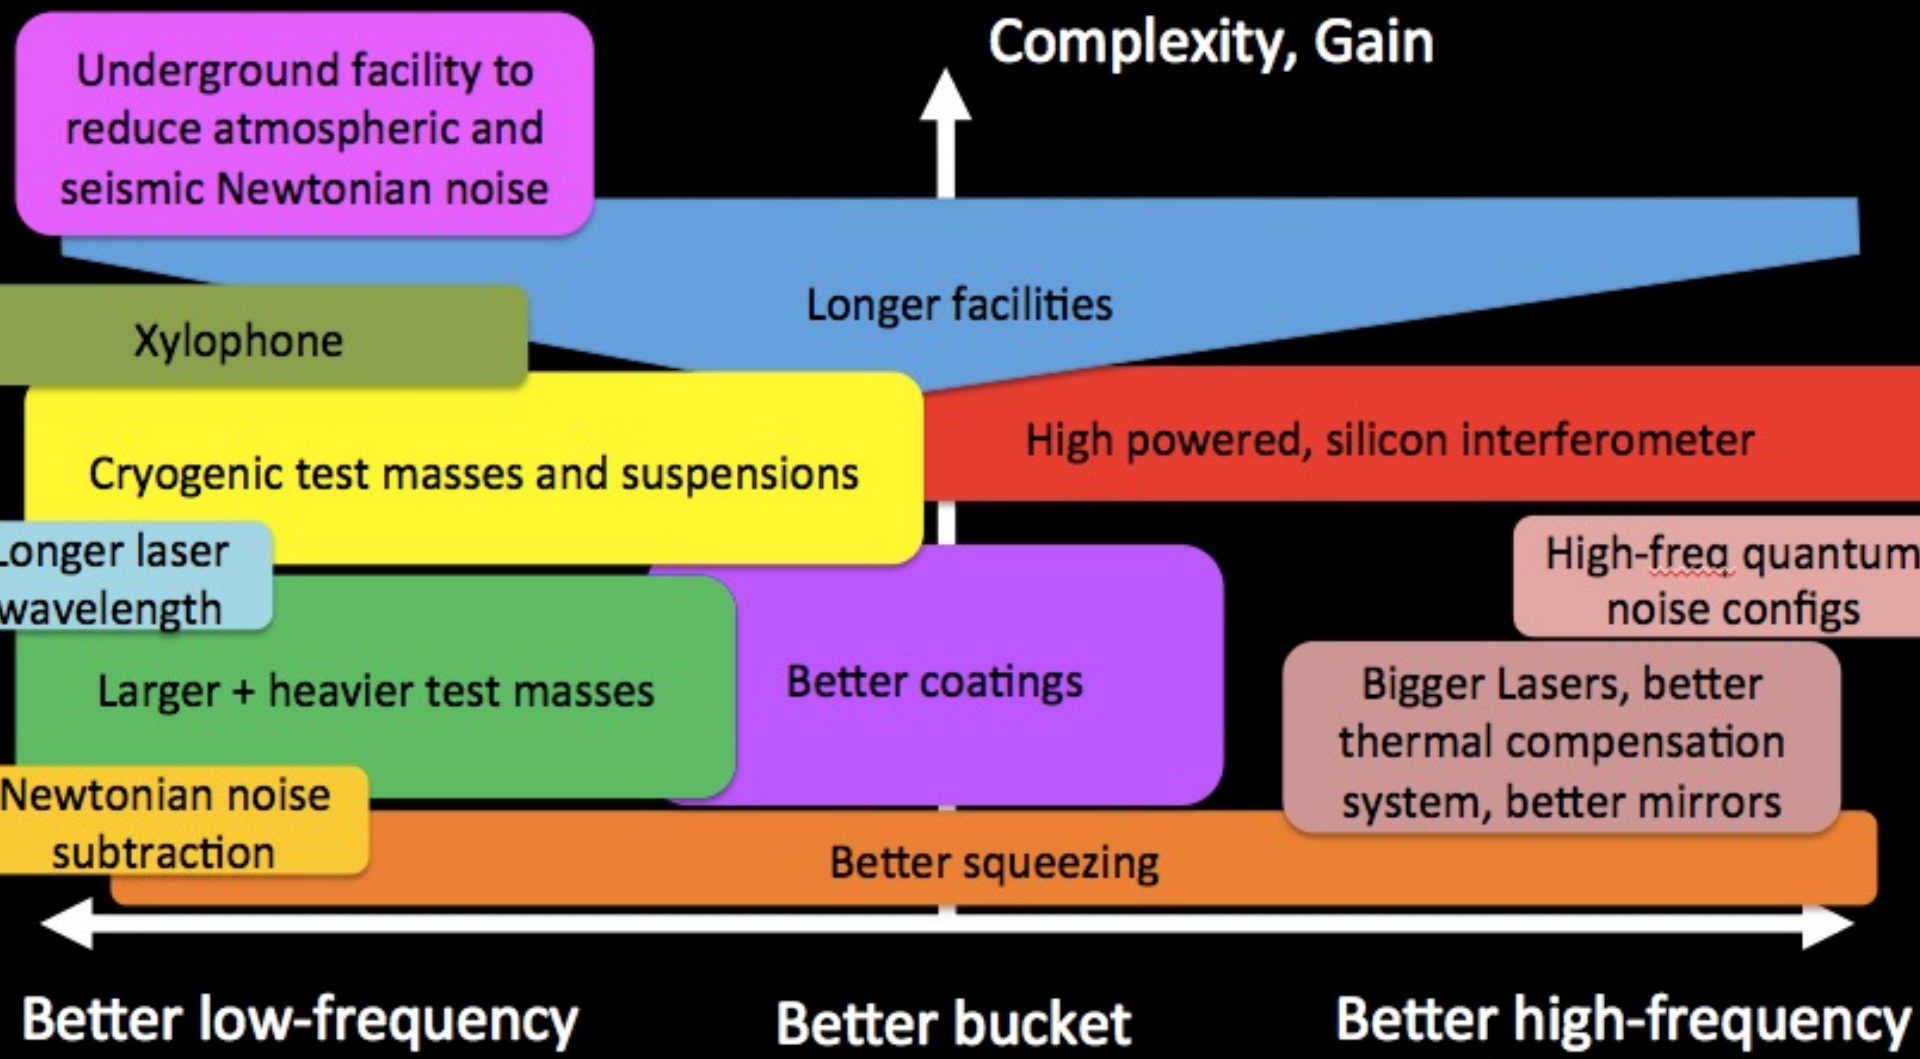 Complexity, Gain
Underground facility to
reduce atmospheric and
seismic Newtonian noise
Longer facilities
Xylophone
High powered, silicon interferometer
Cryogenic test masses and suspensions
Longer laser
wavelength
High-freq quantum
noise configs
Larger + heavier test masses
Better coatings
Bigger Lasers, better
thermal compensation
system, better mirrors
Newtonian noise
subtraction
Better squeezing
Better low-frequency
Better bucket
Better high-frequency